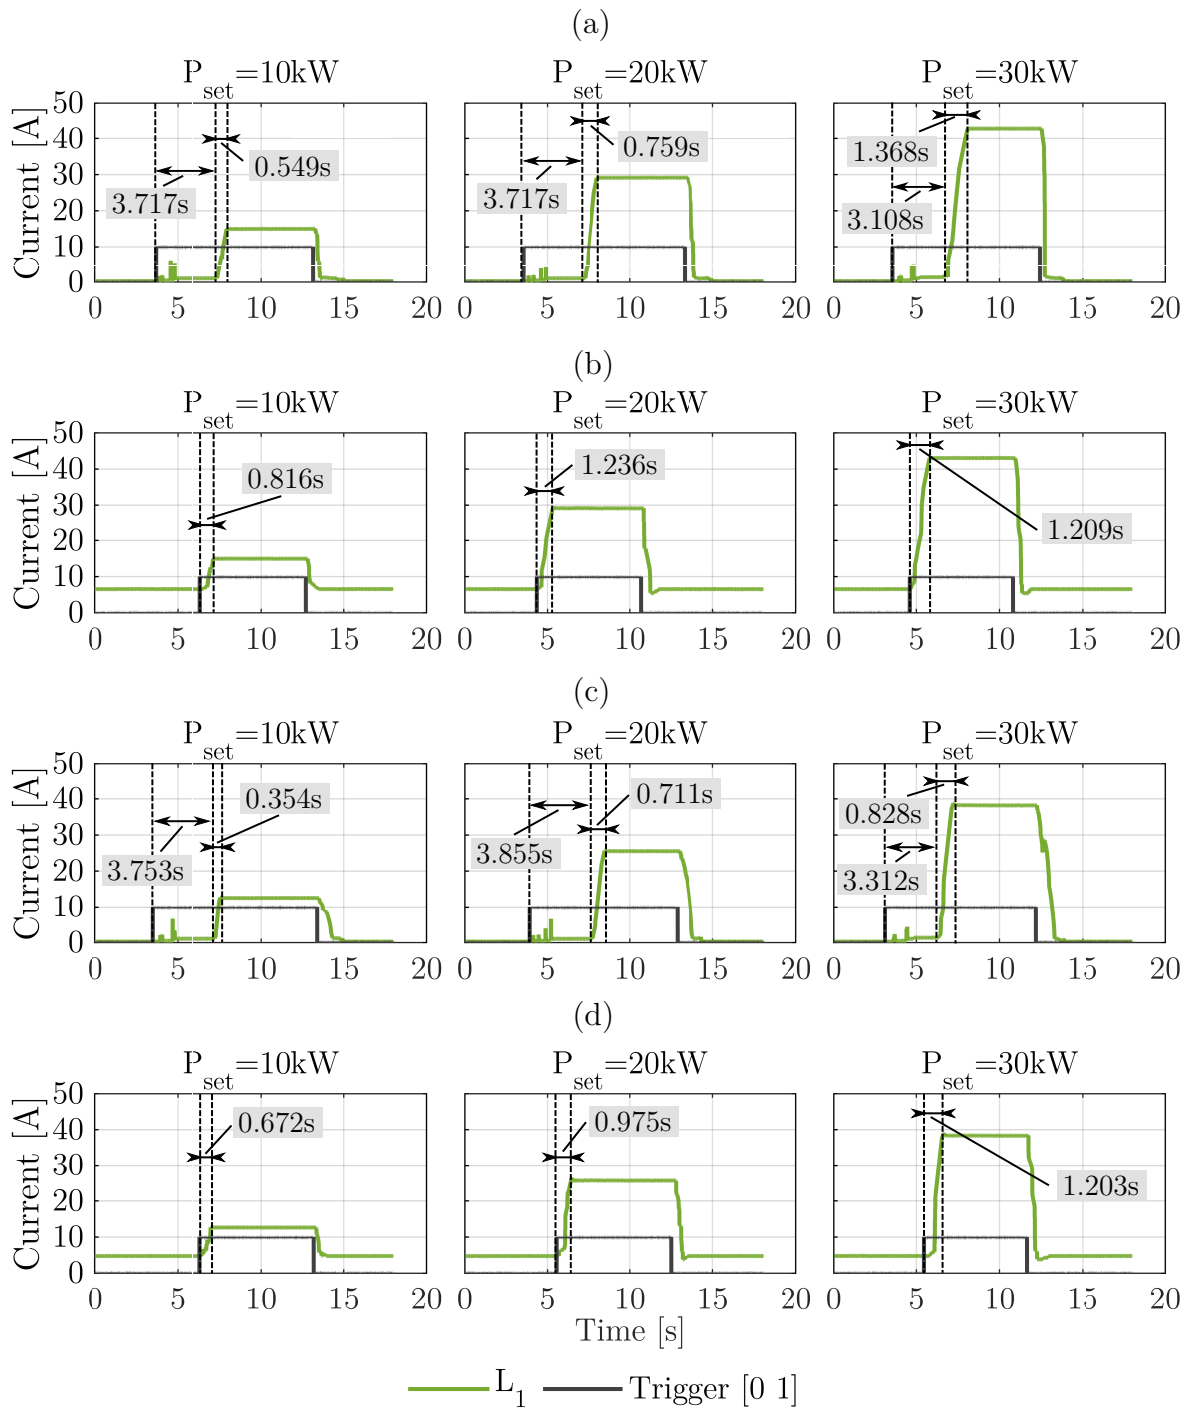 (a)
P_set=10kW P_set=20kW P_set=30kW
Current [A]
50
40
30
20
10
0
3.717s 0.549s
3.717s 0.759s
1.368s 3.108s
0 5 10 15 20 0 5 10 15 20 0 5 10 15 20
(b)
P_set=10kW P_set=20kW P_set=30kW
Current [A]
50
40
30
20
10
0
0.816s
1.236s
1.209s
0 5 10 15 20 0 5 10 15 20 0 5 10 15 20
(c)
P_set=10kW P_set=20kW P_set=30kW
Current [A]
50
40
30
20
10
0
3.753s 0.354s
3.855s 0.711s
0.828s 3.312s
0 5 10 15 20 0 5 10 15 20 0 5 10 15 20
(d)
P_set=10kW P_set=20kW P_set=30kW
Current [A]
50
40
30
20
10
0
0.672s
0.975s
1.203s
0 5 10 15 20 0 5 10 15 20 0 5 10 15 20
Time [s]
L_1 Trigger [0 1]